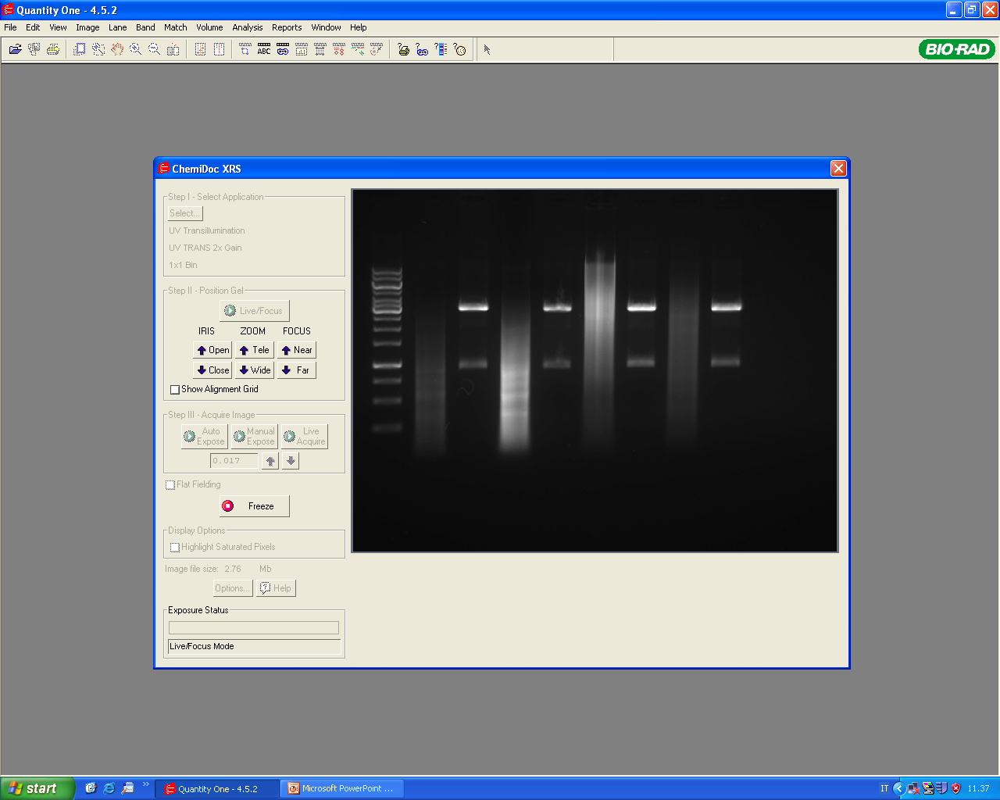 Quantity One - 4.5.2
File Edit View Image Lane Band Match Volume Analysis Reports Window Help
ABC
BIO-RAD
ChemiDoc XRS
Step I - Select Application
Select...
UV Transillumination
UV TRANS 2x Gain
1x1 Bin
Step II - Position Gel
Live/Focus
IRIS ZOOM FOCUS
Open Tele Near
Close Wide Far
Show Alignment Grid
Step III - Acquire Image
Auto Expose
Manual Expose
Live Acquire
0.017
Flat Fielding
Freeze
Display Options
Highlight Saturated Pixels
Image file size: 2.76 Mb
Options... Help
Exposure Status
Live/Focus Mode
start
Quantity One - 4.5.2
Microsoft PowerPoint ...
IT
11.37